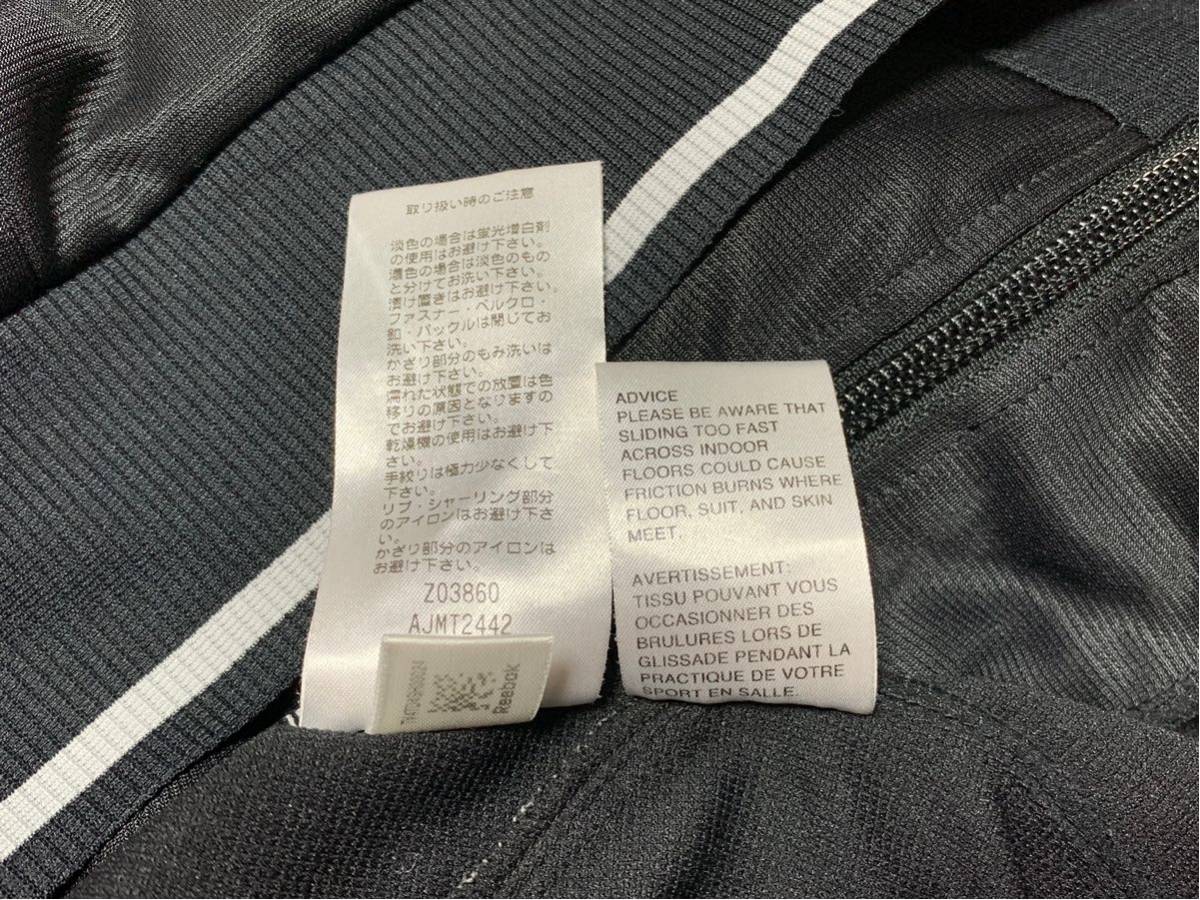 取り扱い時のご注意
淡色の場合は蛍光増白剤
の使用はお避け下さい。
濃色の場合は淡色のもの
と分けてお洗い下さい。
漬け置きはお避け下さい。
ファスナー・ベルクロ・
釦・バックルは閉じてお
洗い下さい。
かざり部分のもみ洗いは
お避け下さい。
濡れた状態での放置は色
移りの原因となりますの
でお避け下さい。
乾燥機の使用はお避け下
さい。
手絞りは極力少なくして
下さい。
リブ・シャーリング部分
のアイロンはお避け下さ
い。
かざり部分のアイロンは
お避け下さい。
Z03860
AJMT2442
Reebok
ADVICE
PLEASE BE AWARE THAT
SLIDING TOO FAST
ACROSS INDOOR
FLOORS COULD CAUSE
FRICTION BURNS WHERE
FLOOR, SUIT, AND SKIN
MEET.
AVERTISSEMENT:
TISSU POUVANT VOUS
OCCASIONNER DES
BRULURES LORS DE
GLISSADE PENDANT LA
PRACTIQUE DE VOTRE
SPORT EN SALLE.